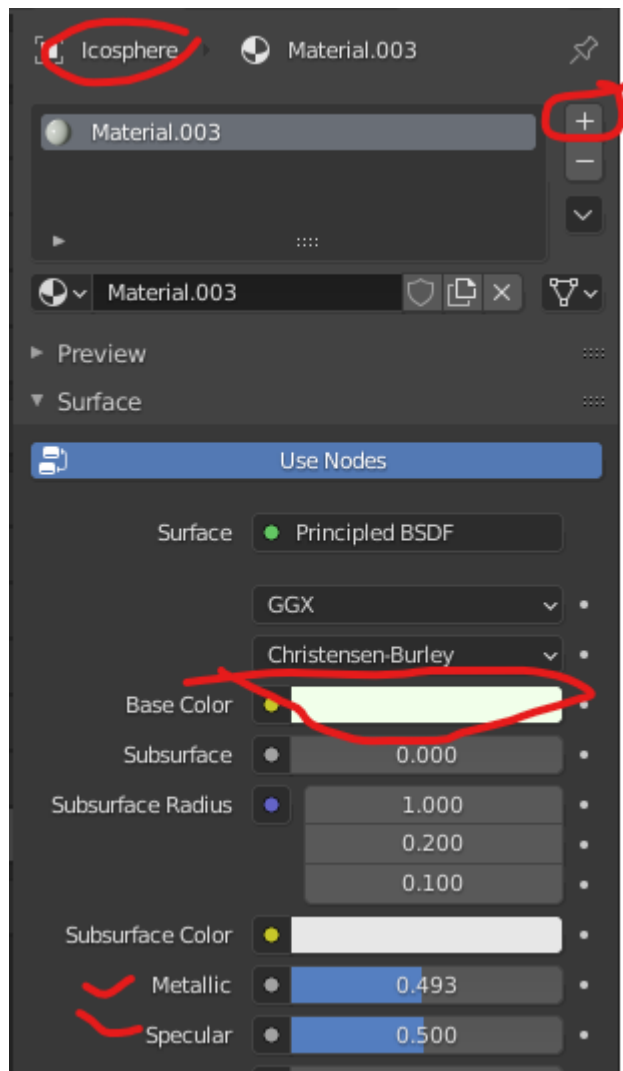 Icosphere Material.003
Material.003
Material.003
Preview
Surface
Use Nodes
Surface Principled BSDF
GGX
Christensen-Burley
Base Color
Subsurface 0.000
Subsurface Radius 1.000
0.200
0.100
Subsurface Color
Metallic 0.493
Specular 0.500